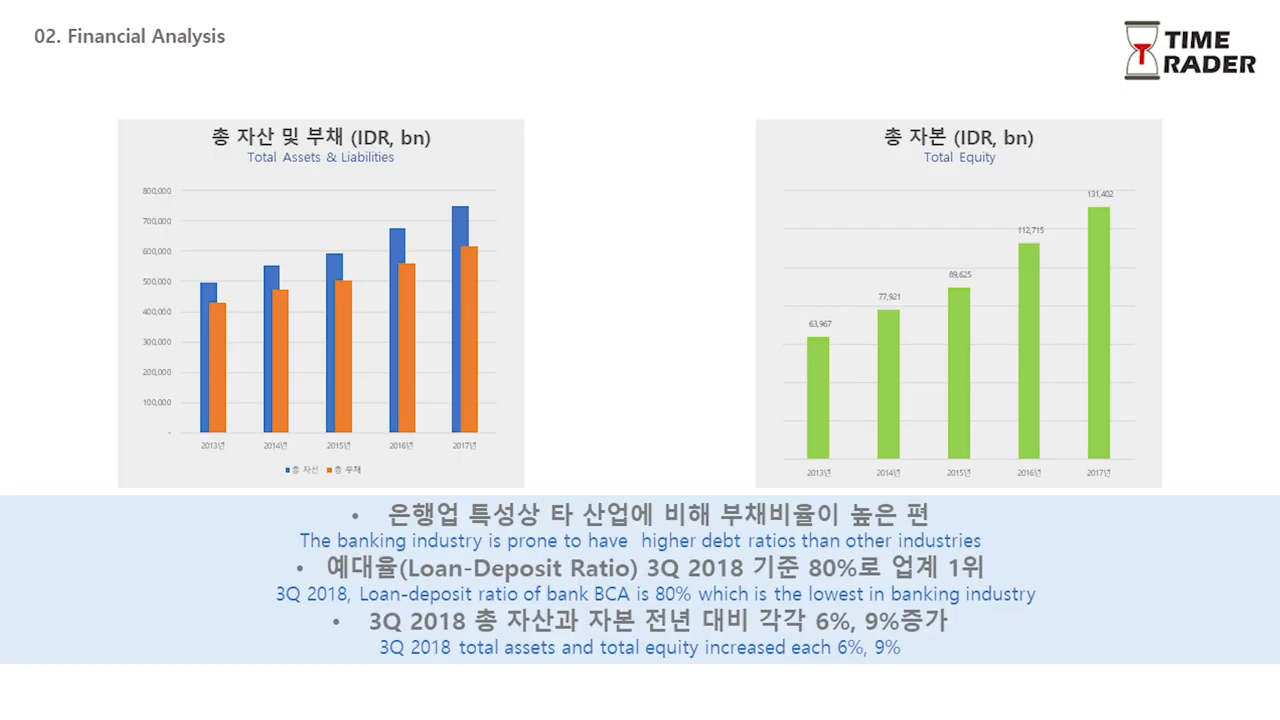 02. Financial Analysis
TIME
RADER
총 자산 및 부채 (IDR, bn)
Total Assets & Liabilities
800,000
700,000
600,000
500,000
400,000
300,000
200,000
100,000
-
2013년 2014년 2015년 2016년 2017년
총 자산 총 부채
총 자본 (IDR, bn)
Total Equity
63,967 77,921 89,625 112,715 131,402
2013년 2014년 2015년 2016년 2017년
• 은행업 특성상 타 산업에 비해 부채비율이 높은 편
The banking industry is prone to have higher debt ratios than other industries
• 예대율(Loan-Deposit Ratio) 3Q 2018 기준 80%로 업계 1위
3Q 2018, Loan-deposit ratio of bank BCA is 80% which is the lowest in banking industry
• 3Q 2018 총 자산과 자본 전년 대비 각각 6%, 9%증가
3Q 2018 total assets and total equity increased each 6%, 9%